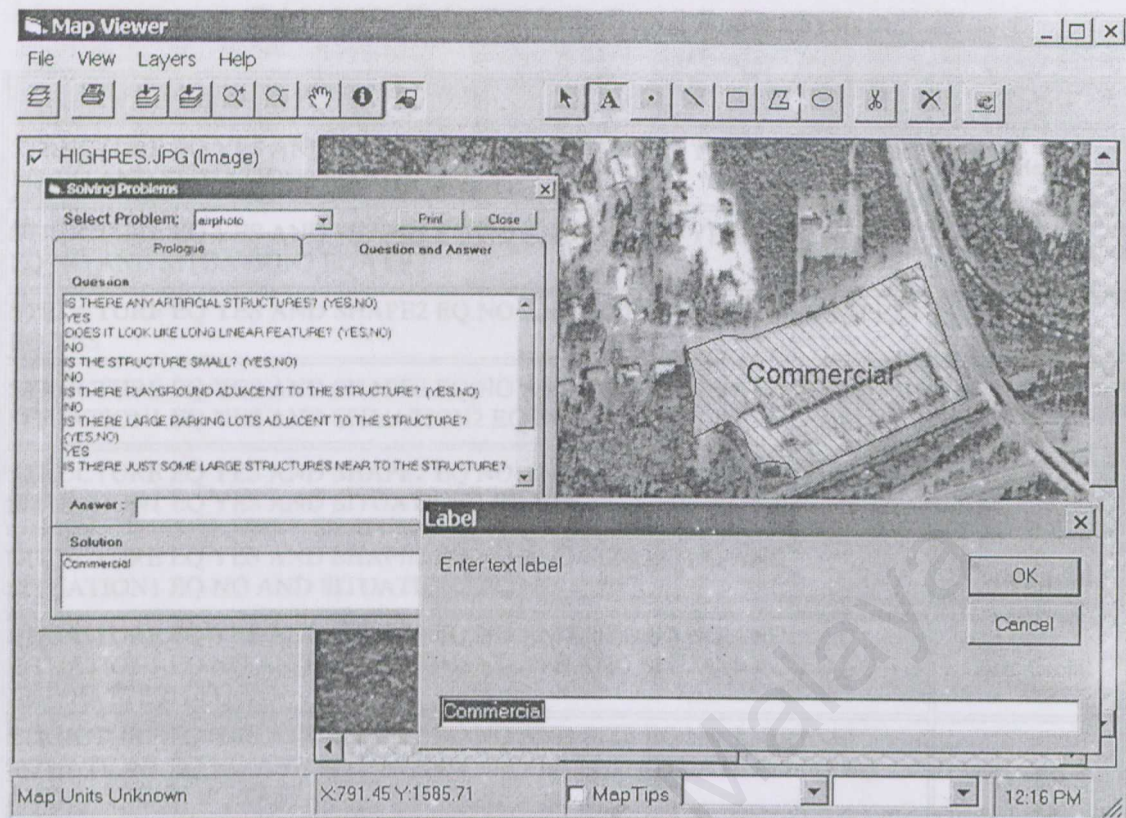 Map Viewer
File View Layers Help
HIGHRES.JPG (Image)
Solving Problems
Select Problem: airphoto Print Close
Prologue Question and Answer
Question
IS THERE ANY ARTIFICIAL STRUCTURES? (YES,NO)
YES
DOES IT LOOK LIKE LONG LINEAR FEATURE? (YES,NO)
NO
IS THE STRUCTURE SMALL? (YES,NO)
NO
IS THERE PLAYGROUND ADJACENT TO THE STRUCTURE? (YES,NO)
NO
IS THERE LARGE PARKING LOTS ADJACENT TO THE STRUCTURE?
(YES,NO)
YES
IS THERE JUST SOME LARGE STRUCTURES NEAR TO THE STRUCTURE?
Answer:
Solution
Commercial
Commercial
Label
Enter text label
OK
Cancel
Commercial
Malaya
Map Units Unknown X:791.45 Y:1585.71 MapTips 12:16 PM